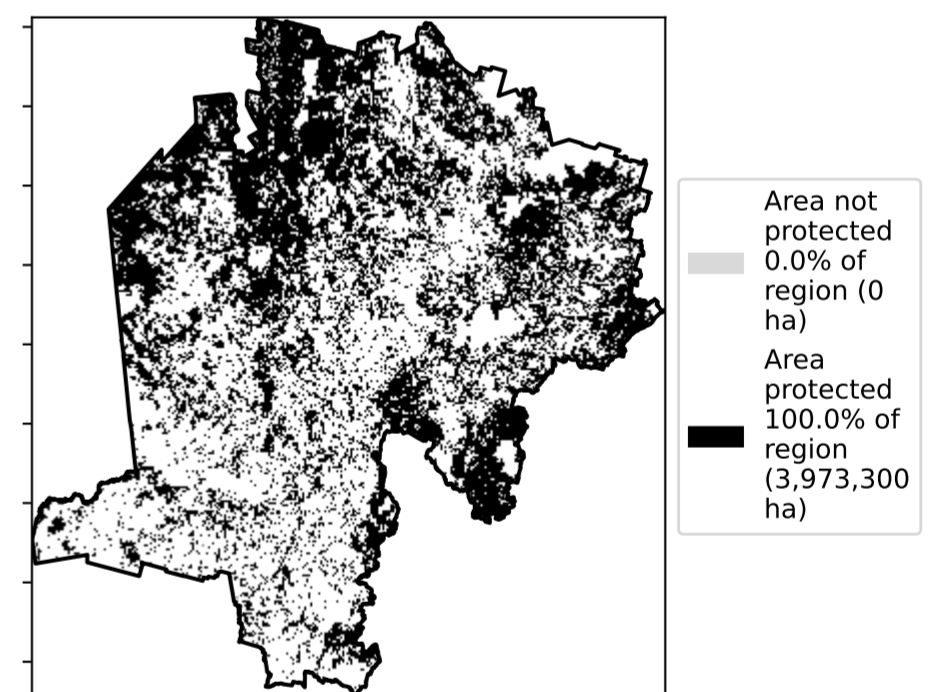 Area not
protected
0.0% of
region (0
ha)
Area
protected
100.0% of
region
(3,973,300
ha)